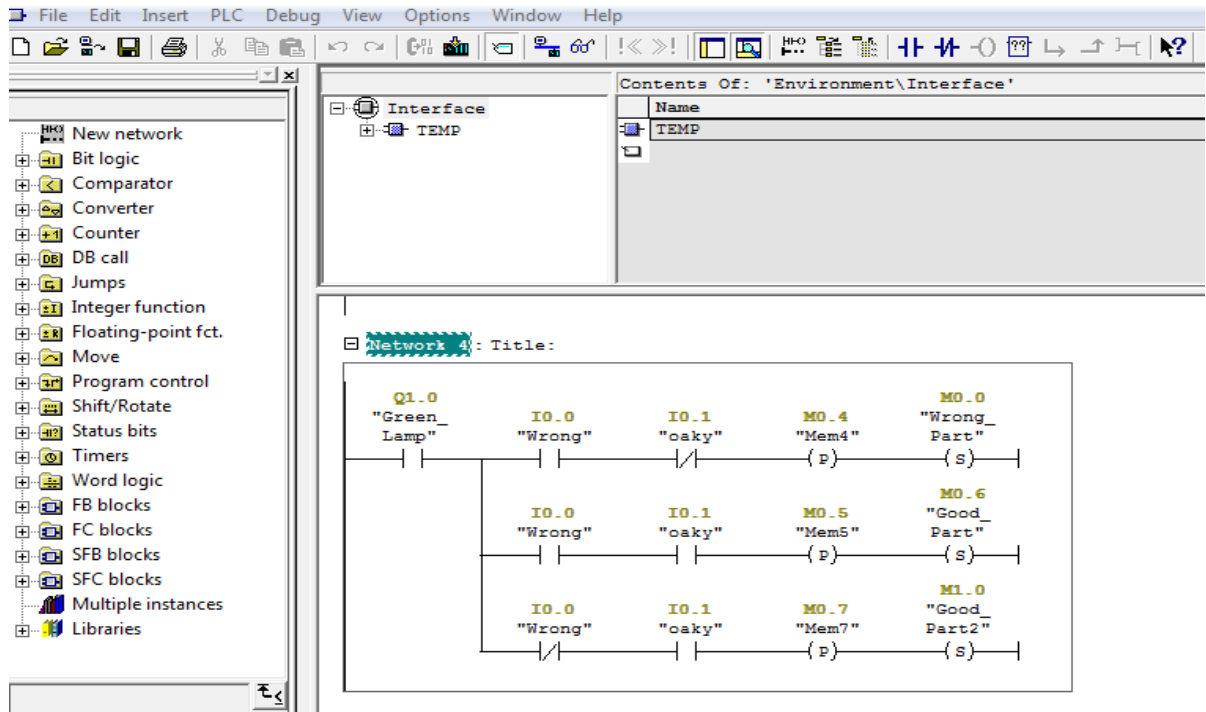 File Edit Insert PLC Debug View Options Window Help
Contents Of: 'Environment\Interface'
Interface
Name
TEMP
TEMP
New network
Bit logic
Comparator
Converter
Counter
DB call
Jumps
Integer function
Floating-point fct.
Move
Program control
Shift/Rotate
Status bits
Timers
Word logic
FB blocks
FC blocks
SFB blocks
SFC blocks
Multiple instances
Libraries
Network 4: Title:
Q1.0 M0.0
"Green_ I0.0 I0.1 M0.4 "Wrong_
Lamp" "Wrong" "oaky" "Mem4" Part"
P S
M0.6
I0.0 I0.1 M0.5 "Good_
"Wrong" "oaky" "Mem5" Part"
P S
M1.0
I0.0 I0.1 M0.7 "Good_
"Wrong" "oaky" "Mem7" Part2"
P S